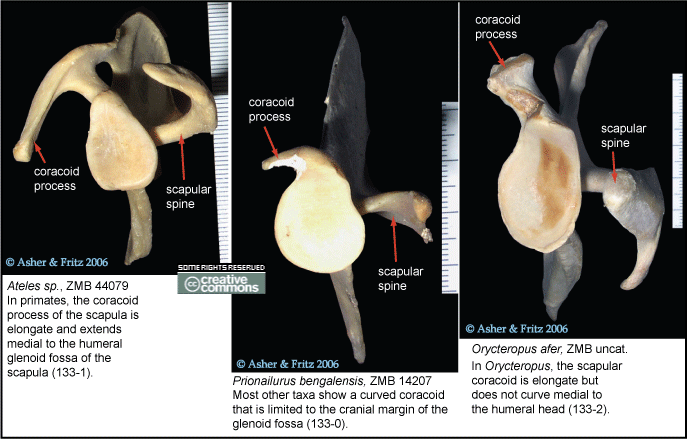 coracoid
process
scapular
spine
© Asher & Fritz 2006
Ateles sp., ZMB 44079
In primates, the coracoid
process of the scapula is
elongate and extends
medial to the humeral
glenoid fossa of the
scapula (133-1).
SOME RIGHTS RESERVED
cc creative
commons
coracoid
process
scapular
spine
© Asher & Fritz 2006
Prionailurus bengalensis, ZMB 14207
Most other taxa show a curved coracoid
that is limited to the cranial margin of the
glenoid fossa (133-0).
coracoid
process
scapular
spine
© Asher & Fritz 2006
Orycteropus afer, ZMB uncat.
In Orycteropus, the scapular
coracoid is elongate but
does not curve medial to
the humeral head (133-2).